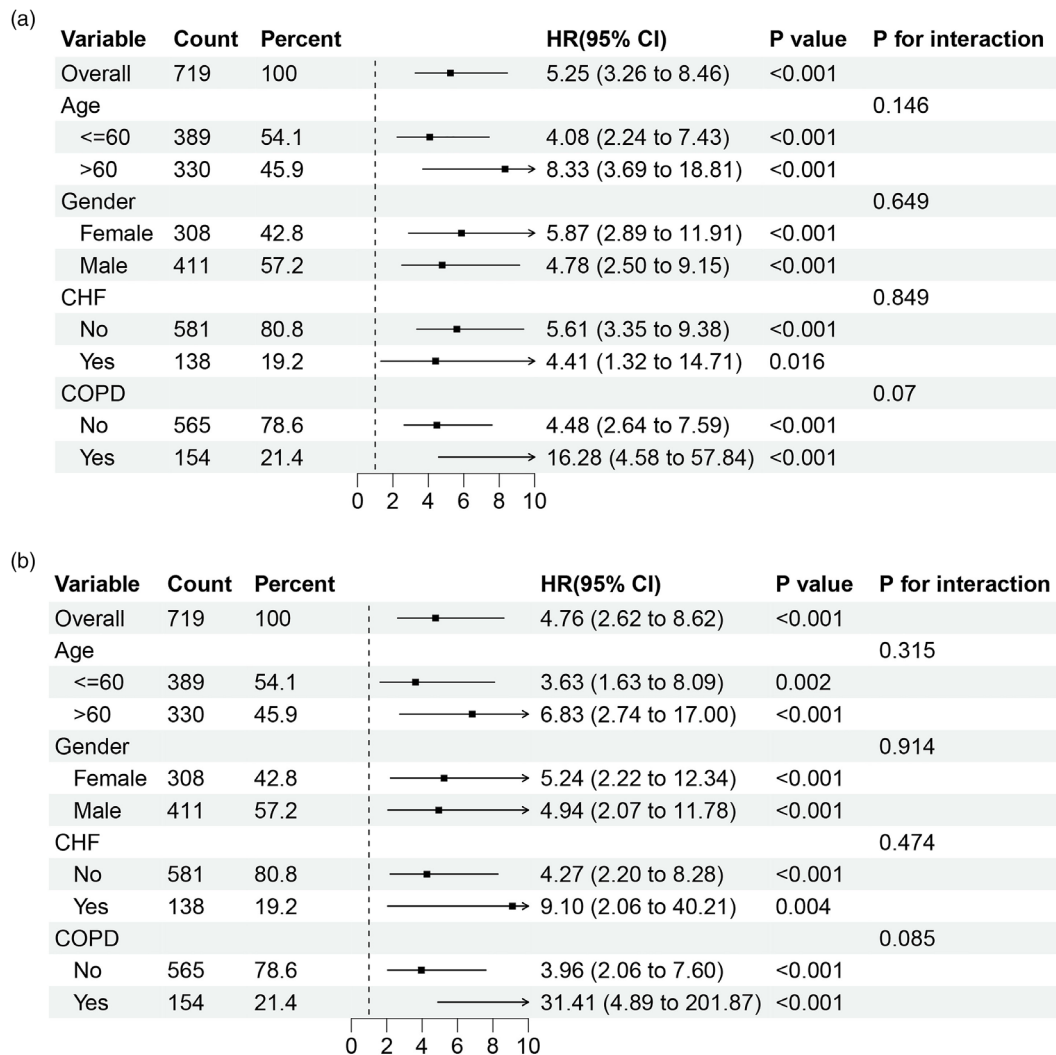 (a)
Variable Count Percent HR(95% CI) P value P for interaction
Overall 719 100 5.25 (3.26 to 8.46) <0.001
Age 0.146
<=60 389 54.1 4.08 (2.24 to 7.43) <0.001
>60 330 45.9 8.33 (3.69 to 18.81) <0.001
Gender 0.649
Female 308 42.8 5.87 (2.89 to 11.91) <0.001
Male 411 57.2 4.78 (2.50 to 9.15) <0.001
CHF 0.849
No 581 80.8 5.61 (3.35 to 9.38) <0.001
Yes 138 19.2 4.41 (1.32 to 14.71) 0.016
COPD 0.07
No 565 78.6 4.48 (2.64 to 7.59) <0.001
Yes 154 21.4 16.28 (4.58 to 57.84) <0.001
0 2 4 6 8 10
(b)
Variable Count Percent HR(95% CI) P value P for interaction
Overall 719 100 4.76 (2.62 to 8.62) <0.001
Age 0.315
<=60 389 54.1 3.63 (1.63 to 8.09) 0.002
>60 330 45.9 6.83 (2.74 to 17.00) <0.001
Gender 0.914
Female 308 42.8 5.24 (2.22 to 12.34) <0.001
Male 411 57.2 4.94 (2.07 to 11.78) <0.001
CHF 0.474
No 581 80.8 4.27 (2.20 to 8.28) <0.001
Yes 138 19.2 9.10 (2.06 to 40.21) 0.004
COPD 0.085
No 565 78.6 3.96 (2.06 to 7.60) <0.001
Yes 154 21.4 31.41 (4.89 to 201.87) <0.001
0 2 4 6 8 10